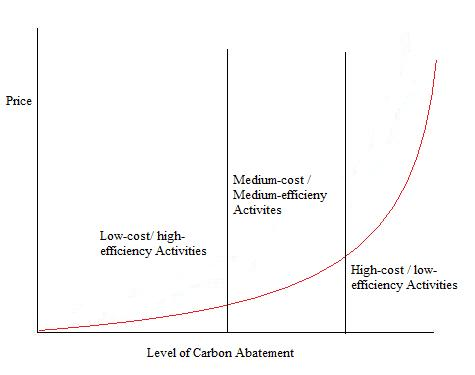 Price
Low-cost/ high-
efficiency Activities
Medium-cost /
Medium-efficieny
Activites
High-cost / low-
efficiency Activities
Level of Carbon Abatement